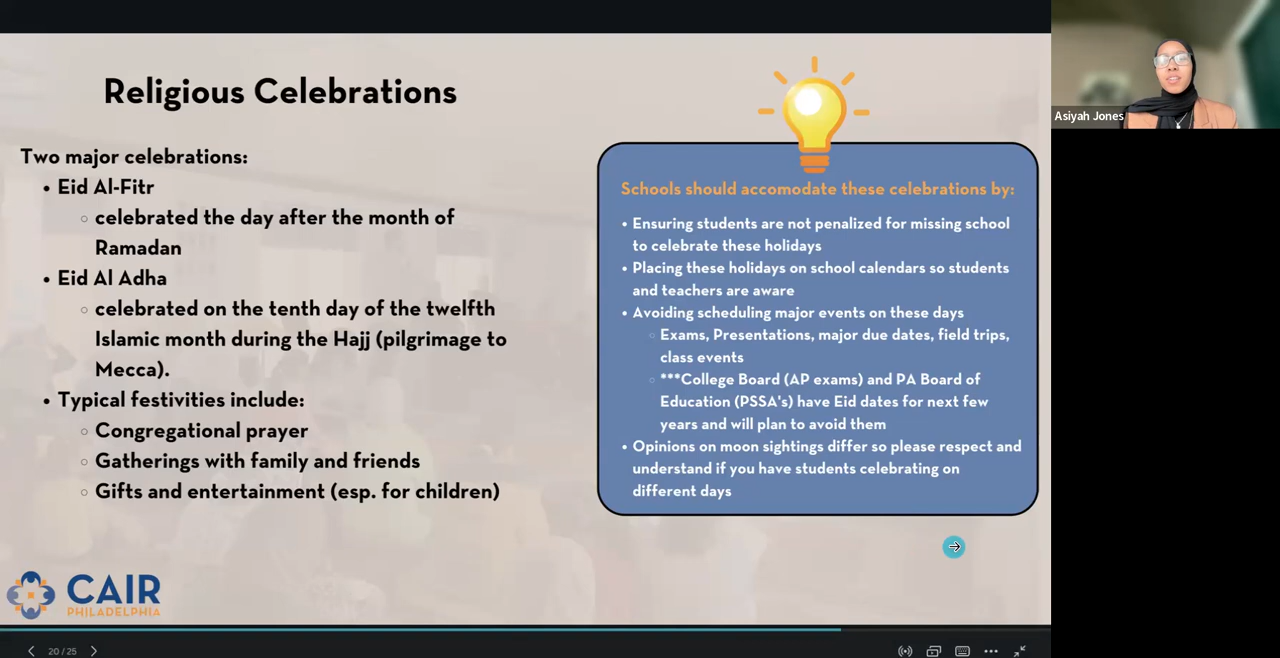 Religious Celebrations
Two major celebrations:
• Eid Al-Fitr
◦ celebrated the day after the month of
Ramadan
• Eid Al Adha
◦ celebrated on the tenth day of the twelfth
Islamic month during the Hajj (pilgrimage to
Mecca).
• Typical festivities include:
◦ Congregational prayer
◦ Gatherings with family and friends
◦ Gifts and entertainment (esp. for children)
Schools should accomodate these celebrations by:
• Ensuring students are not penalized for missing school
to celebrate these holidays
• Placing these holidays on school calendars so students
and teachers are aware
• Avoiding scheduling major events on these days
◦ Exams, Presentations, major due dates, field trips,
class events
◦ ***College Board (AP exams) and PA Board of
Education (PSSA's) have Eid dates for next few
years and will plan to avoid them
• Opinions on moon sightings differ so please respect and
understand if you have students celebrating on
different days
Asiyah Jones
CAIR
PHILADELPHIA
20 / 25